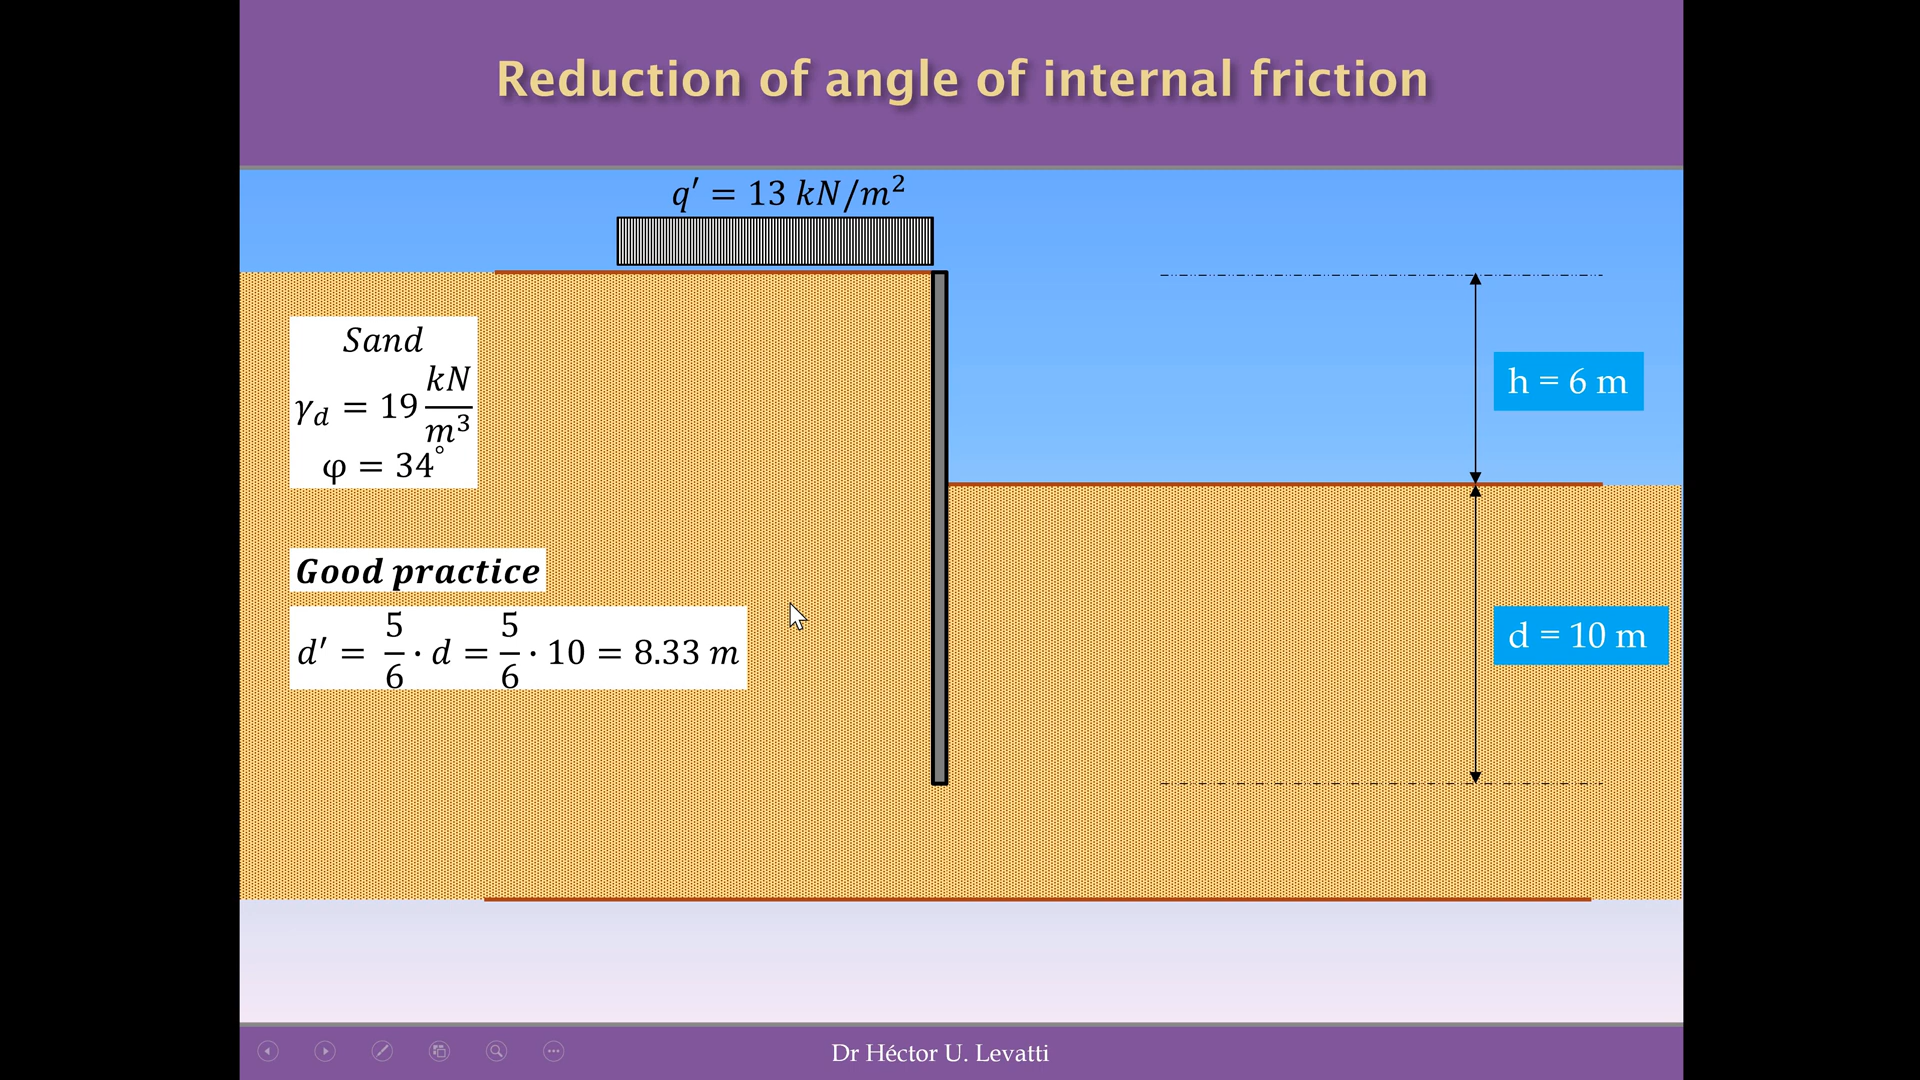 Reduction of angle of internal friction
q′ = 13 kN/m²
Sand
γ_d = 19 kN/m³
φ = 34°
h = 6 m
Good practice
d′ = 5/6 · d = 5/6 · 10 = 8.33 m
d = 10 m
Dr Héctor U. Levatti